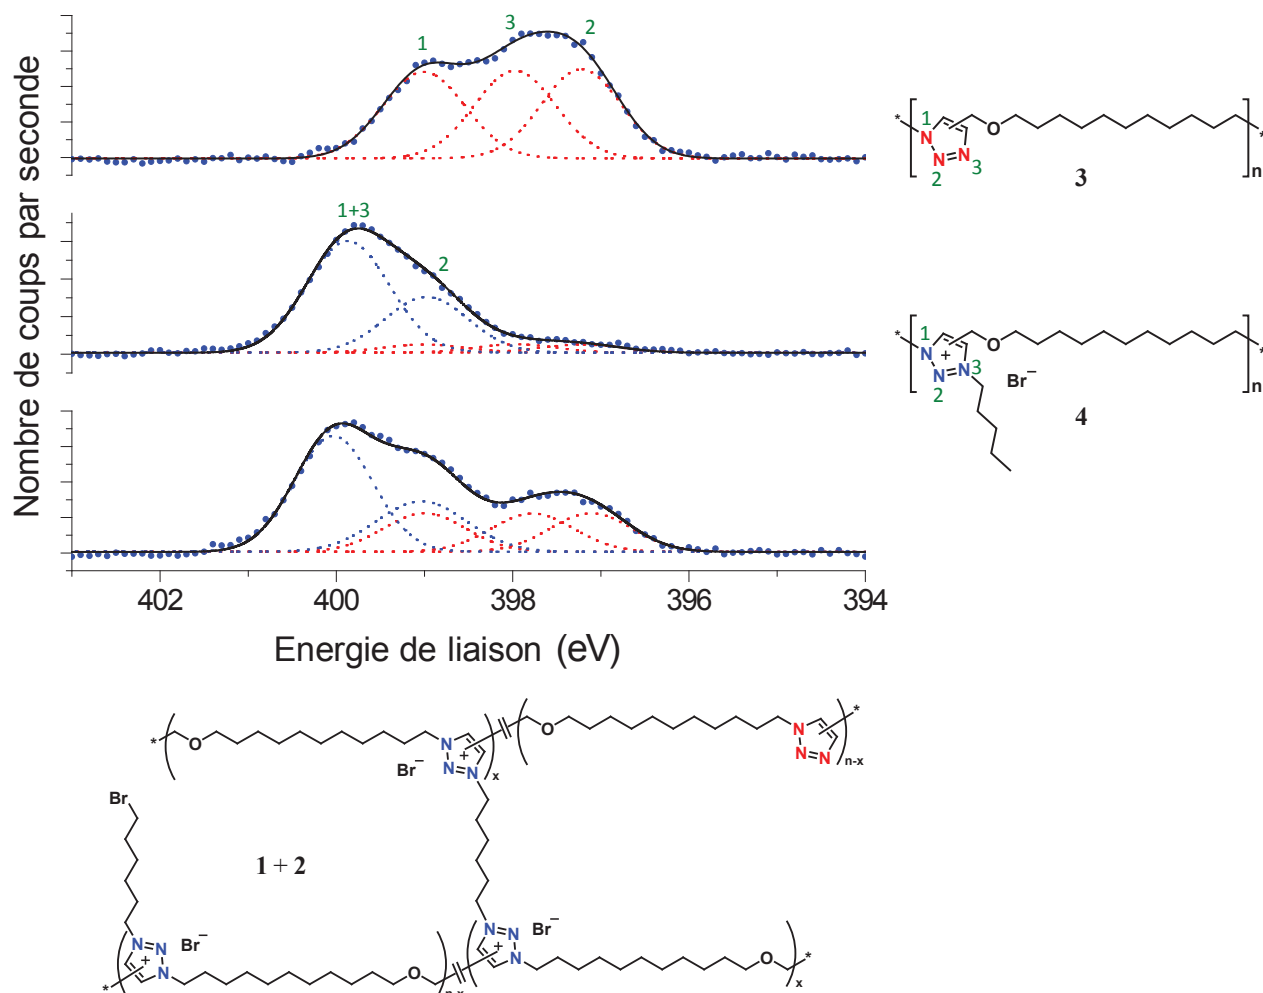 Nombre de coups par seconde
1 3 2
1+3
2
402 400 398 396 394
Energie de liaison (eV)
* 1 N N N 2 3 O * n
3
* 1 N N N 2 3 + O * n
Br⁻
4
* O N N N + x O N N N n-x *
Br⁻
Br
1 + 2
N N N + Br⁻ O n-x N N N + Br⁻ O x
* *